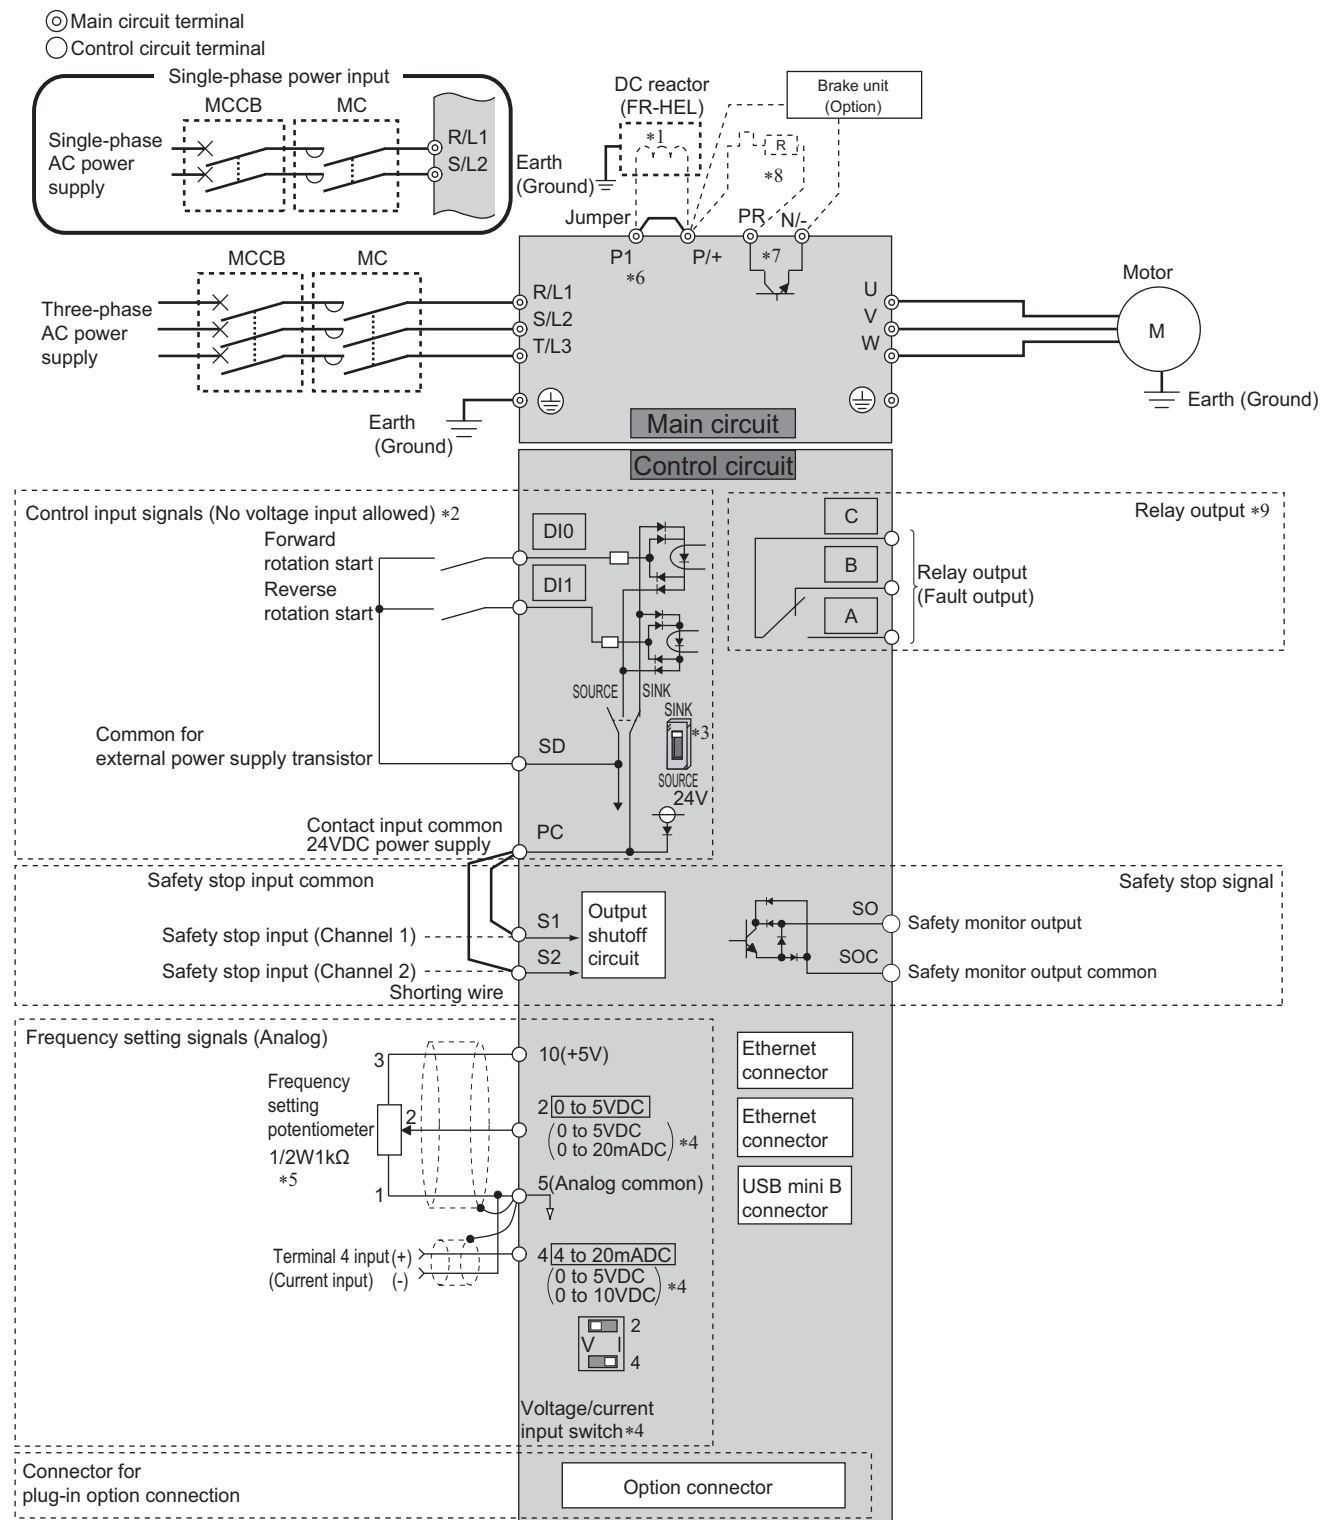 Main circuit terminal
Control circuit terminal
Single-phase power input
MCCB
MC
Single-phase
AC power
supply
R/L1
S/L2
Earth
(Ground)
DC reactor
(FR-HEL)
*1
Brake unit
(Option)
R
*8
Jumper
PR
N/-
P1
*6
P/+
*7
MCCB
MC
Three-phase
AC power
supply
R/L1
S/L2
T/L3
U
V
W
Motor
M
Earth
(Ground)
Earth (Ground)
Main circuit
Control circuit
Control input signals (No voltage input allowed) *2
Forward
rotation start
Reverse
rotation start
DI0
DI1
SOURCE
SINK
SINK
*3
SOURCE
24V
Common for
external power supply transistor
SD
Contact input common
24VDC power supply
PC
Relay output *9
C
B
A
Relay output
(Fault output)
Safety stop input common
Safety stop signal
Safety stop input (Channel 1)
Safety stop input (Channel 2)
Shorting wire
S1
S2
Output
shutoff
circuit
SO
SOC
Safety monitor output
Safety monitor output common
Frequency setting signals (Analog)
Frequency
setting
potentiometer
1/2W1kΩ
*5
3
2
1
10(+5V)
2 0 to 5VDC
(0 to 5VDC
0 to 20mADC) *4
5(Analog common)
Terminal 4 input (+)
(Current input) (-)
4 4 to 20mADC
(0 to 5VDC
0 to 10VDC) *4
2
V I
4
Voltage/current
input switch*4
Ethernet
connector
Ethernet
connector
USB mini B
connector
Connector for
plug-in option connection
Option connector